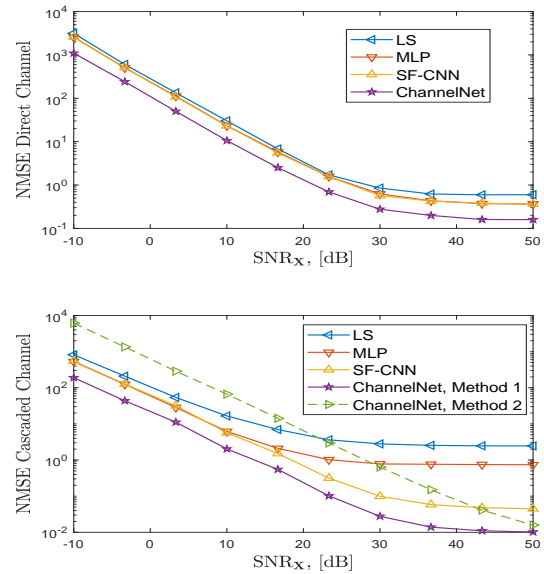 10^4
10^3
10^2
10^1
10^0
10^-1
NMSE Direct Channel
LS
MLP
SF-CNN
ChannelNet
-10 0 10 20 30 40 50
SNR_X, [dB]
10^4
10^2
10^0
10^-2
NMSE Cascaded Channel
LS
MLP
SF-CNN
ChannelNet, Method 1
ChannelNet, Method 2
-10 0 10 20 30 40 50
SNR_X, [dB]